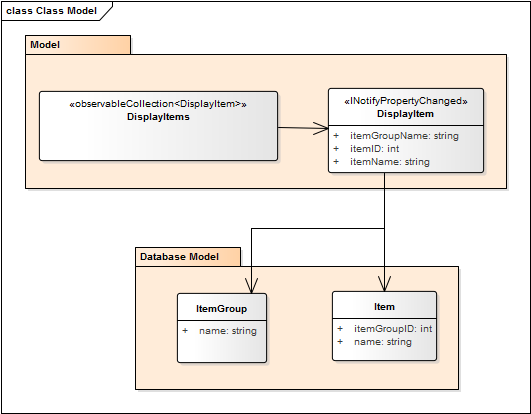 class Class Model
Model
«observableCollection<DisplayItem>»
DisplayItems
«INotifyPropertyChanged»
DisplayItem
+ itemGroupName: string
+ itemID: int
+ itemName: string
Database Model
ItemGroup
+ name: string
Item
+ itemGroupID: int
+ name: string